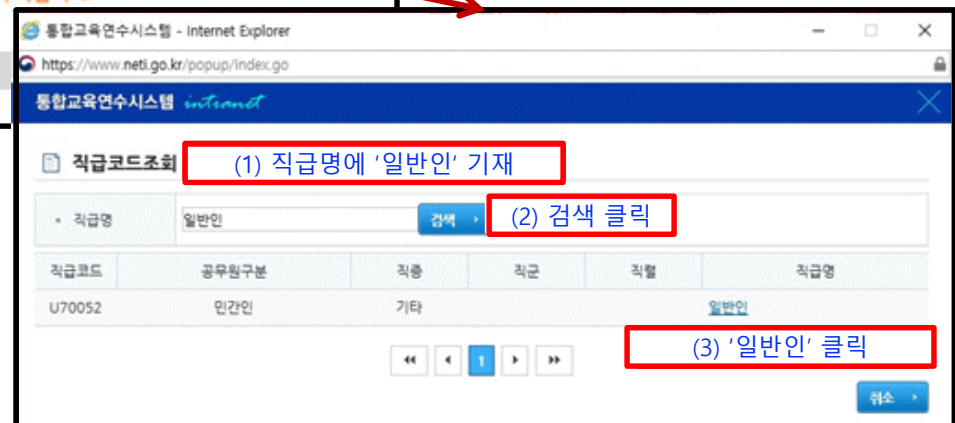 통합교육연수시스템 - Internet Explorer
https://www.neti.go.kr/popup/index.go
통합교육연수시스템 intranet
직급코드조회
(1) 직급명에 '일반인' 기재
직급명
일반인
검색
(2) 검색 클릭
직급코드 공무원구분 직종 직군 직렬 직급명
U70052 민간인 기타 일반인
(3) '일반인' 클릭
1
취소